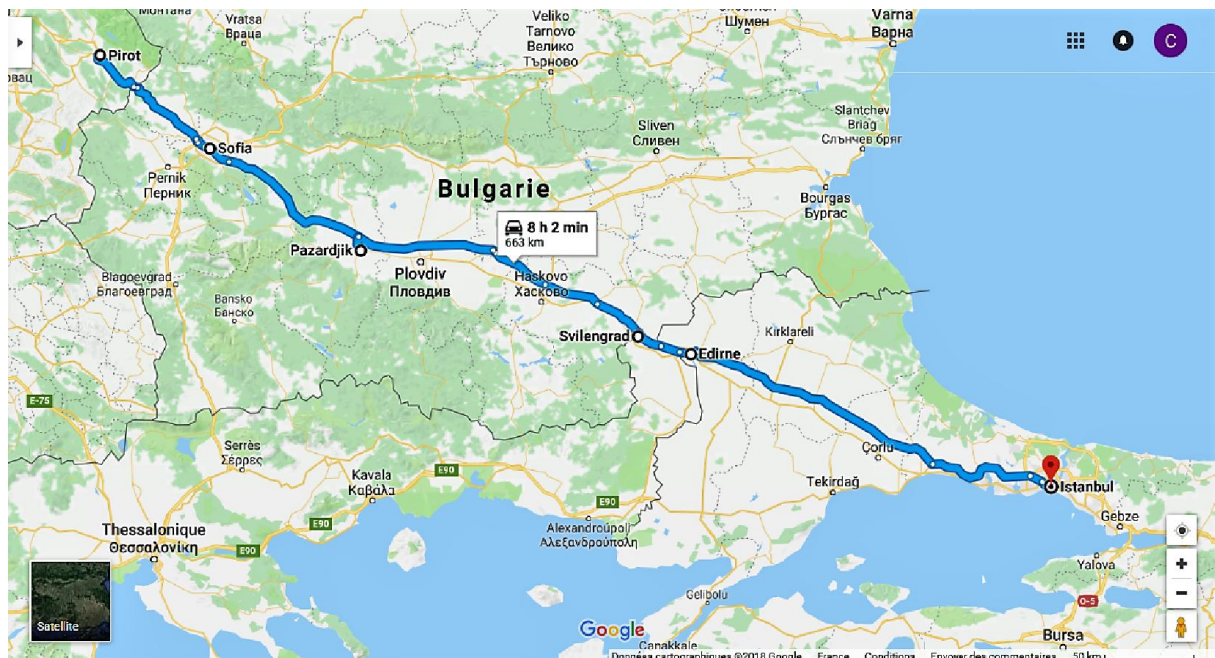 Монтана
Vratsa
Враца
Veliko
Tarnovo
Велико
Търново
Шумен
Varna
Варна
C
Pirot
Sofia
Pernik
Перник
Sliven
Сливен
Slantchev
Briag
Слънчев бряг
Bulgarie
Bourgas
Бургас
8 h 2 min
663 km
Pazardjik
Plovdiv
Пловдив
Haskovo
Хасково
Blagoevgrad
Благоевград
Bansko
Банско
Svilengrad
Edirne
Kirklareli
E-75
Serrès
Σέρρες
Çorlu
Kavala
Καβάλα
E90
Tekirdağ
Istanbul
E90
E90
Gebze
Thessalonique
Θεσσαλονίκη
E90
Alexandroúpoli
Αλεξανδρούπολη
Yalova
Gelibolu
O-5
Satellite
Google
Bursa
Çanakkale
Données cartographiques ©2018 Google France Conditions Envoyer des commentaires 50 km